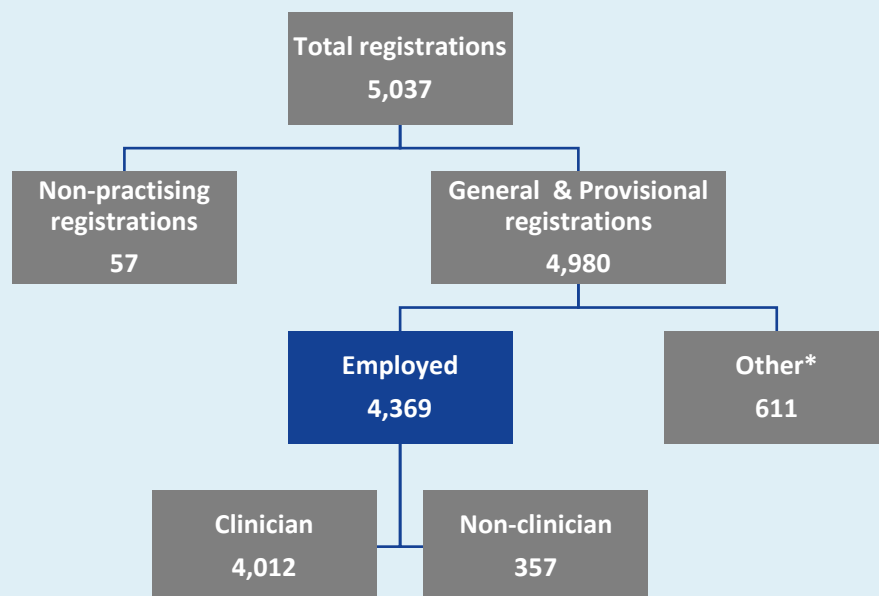 Total registrations
5,037
Non-practising
registrations
57
General & Provisional
registrations
4,980
Employed
4,369
Other*
611
Clinician
4,012
Non-clinician
357